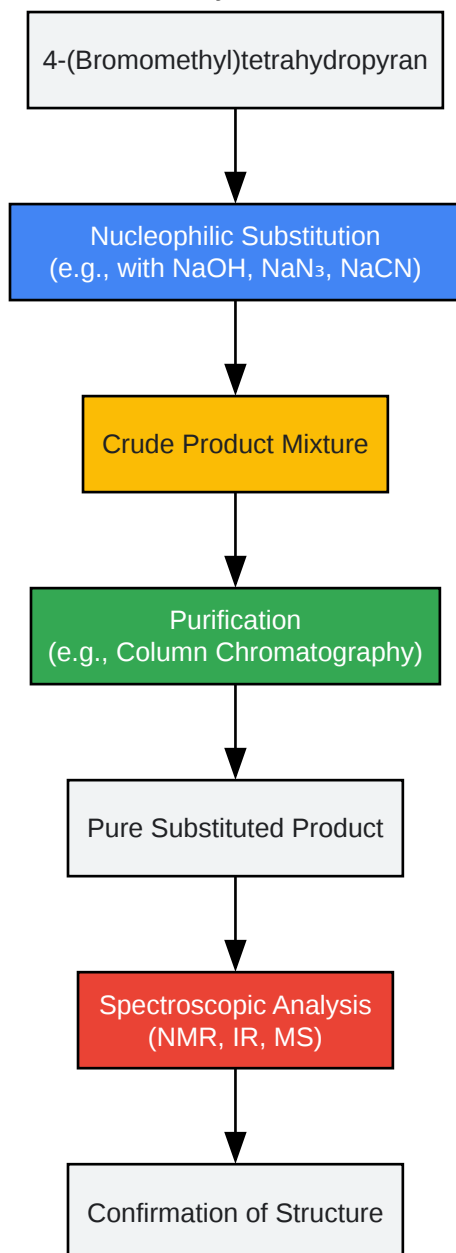 4-(Bromomethyl)tetrahydropyran
Nucleophilic Substitution
(e.g., with NaOH, NaN₃, NaCN)
Crude Product Mixture
Purification
(e.g., Column Chromatography)
Pure Substituted Product
Spectroscopic Analysis
(NMR, IR, MS)
Confirmation of Structure